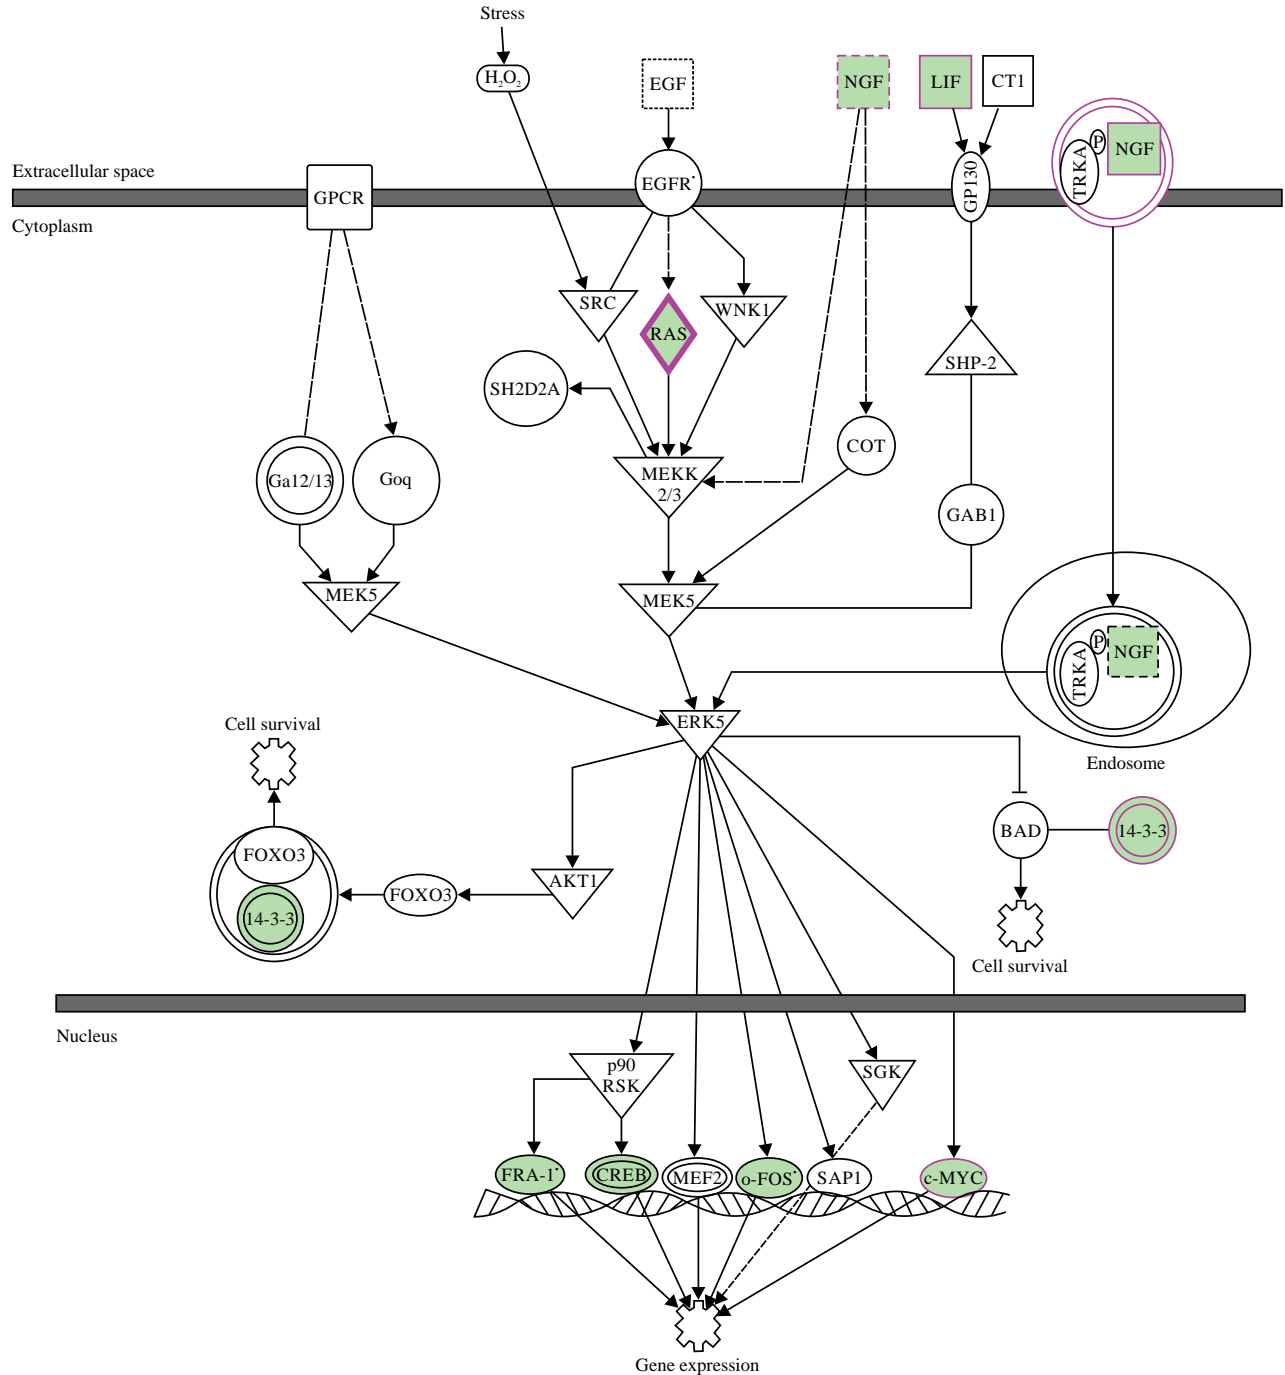 Stress
H₂O₂
EGF
NGF
LIF
CT1
TRKA
P
NGF
Extracellular space
GPCR
EGFR*
GP130
Cytoplasm
SRC
RAS
WNK1
SHP-2
SH2D2A
COT
Ga12/13
Goq
MEKK
2/3
GAB1
MEK5
MEK5
TRKA
P
NGF
ERK5
Cell survival
Endosome
BAD
14-3-3
FOXO3
FOXO3
AKT1
14-3-3
Cell survival
Nucleus
p90
RSK
SGK
FRA-1*
CREB
MEF2
o-FOS*
SAP1
c-MYC
Gene expression